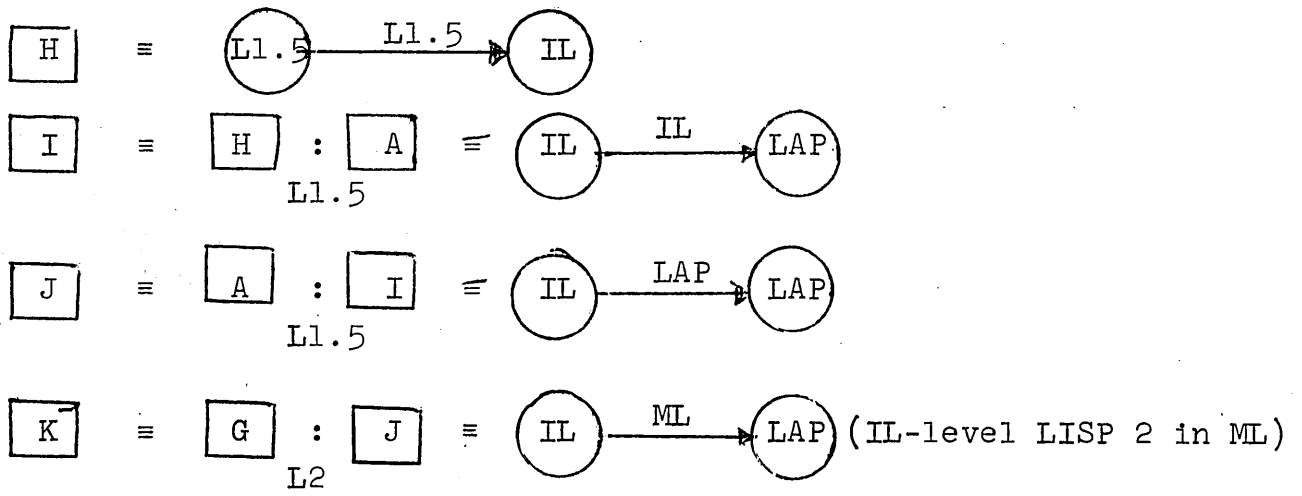 H ≡ L1.5 L1.5 IL
I ≡ H : A ≡ IL IL LAP
L1.5
J ≡ A : I ≡ IL LAP LAP
L1.5
K ≡ G : J ≡ IL ML LAP (IL-level LISP 2 in ML)
L2